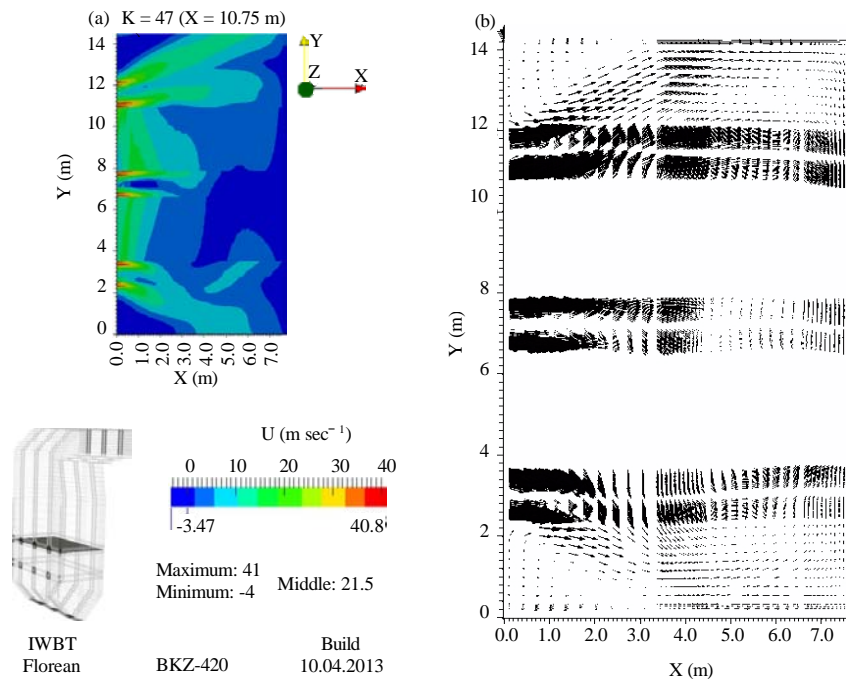 (a) K = 47 (X = 10.75 m)
14
12
10
8
6
4
2
0
Y (m)
0.0
1.0
2.0
3.0
4.0
5.0
6.0
7.0
X (m)
Y
Z
X
U (m sec⁻¹)
0 10 20 30 40
-3.47 40.8
Maximum: 41
Minimum: -4
Middle: 21.5
IWBT
Florean
BKZ-420
Build
10.04.2013
(b)
14
12
10
8
6
4
2
0
Y (m)
0.0 1.0 2.0 3.0 4.0 5.0 6.0 7.0
X (m)